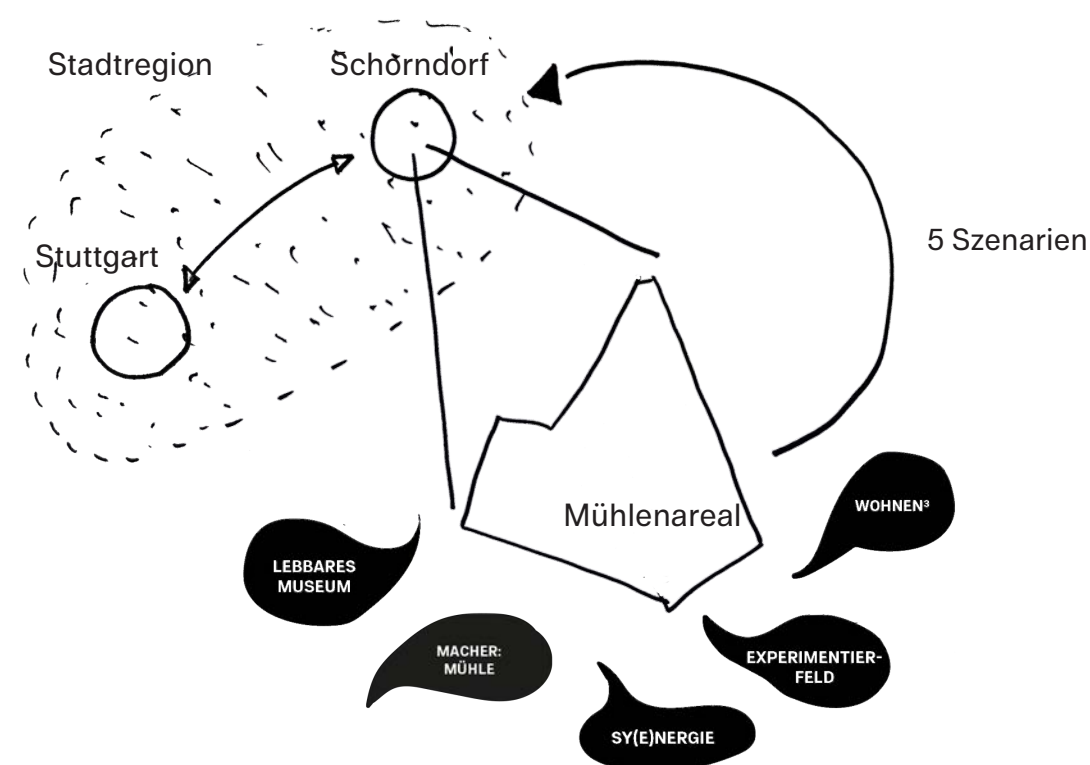 Stadtregion
Schorndorf
5 Szenarien
Stuttgart
Mühlenareal
WOHNEN³
LEBBARES
MUSEUM
MACHER:
MÜHLE
EXPERIMENTIER-
FELD
SY(E)NERGIE